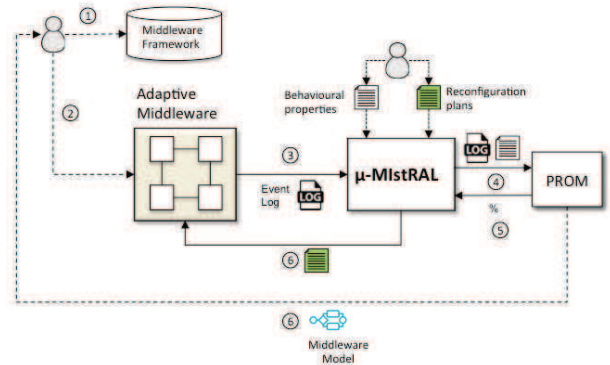 ①
Middleware
Framework
②
Adaptive
Middleware
Behavioural
properties
Reconfiguration
plans
③
Event
Log
LOG
μ-MIstRAL
LOG
④
PROM
%
⑤
⑥
⑥
Middleware
Model